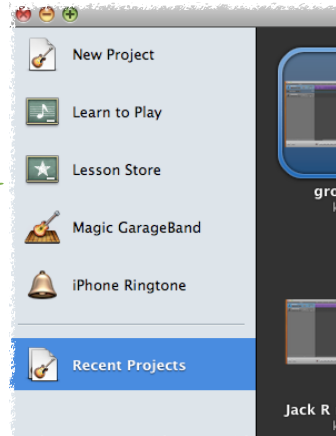 New Project
Learn to Play
Lesson Store
Magic GarageBand
iPhone Ringtone
Recent Projects
Jack R